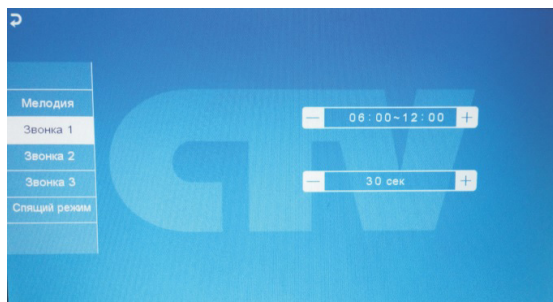 Мелодия
Звонка 1
Звонка 2
Звонка 3
Спящий режим
CTV
— 06:00~12:00 +
— 30 сек +